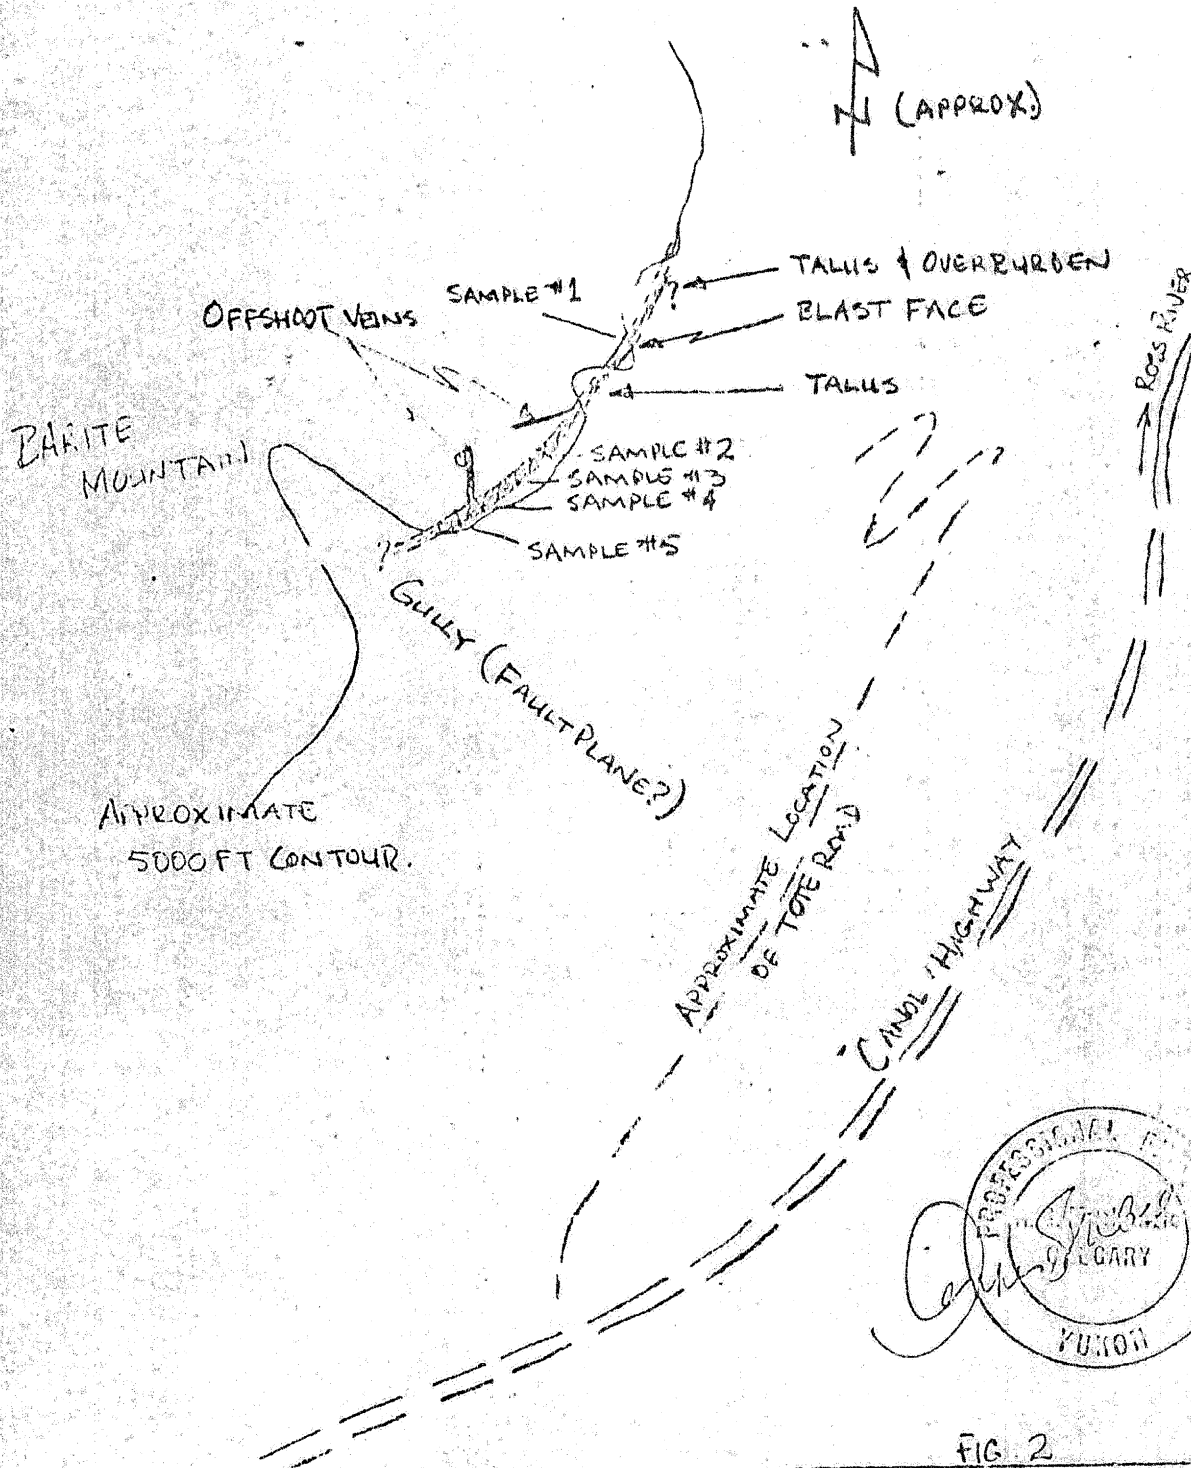 N (APPROX.)
TALUS & OVERBURDEN
SAMPLE #1
BLAST FACE
OFFSHOOT VEINS
ROSS RIVER
TALUS
BARITE
MOUNTAIN
SAMPLE #2
SAMPLE #3
SAMPLE #4
SAMPLE #5
?
?
GULLY (FAULT PLANE?)
APPROXIMATE
5000 FT CONTOUR.
APPROXIMATE LOCATION
OF TOTE ROAD
CANOL HIGHWAY
PROFESSIONAL
CALGARY
YUKON
FIG. 2